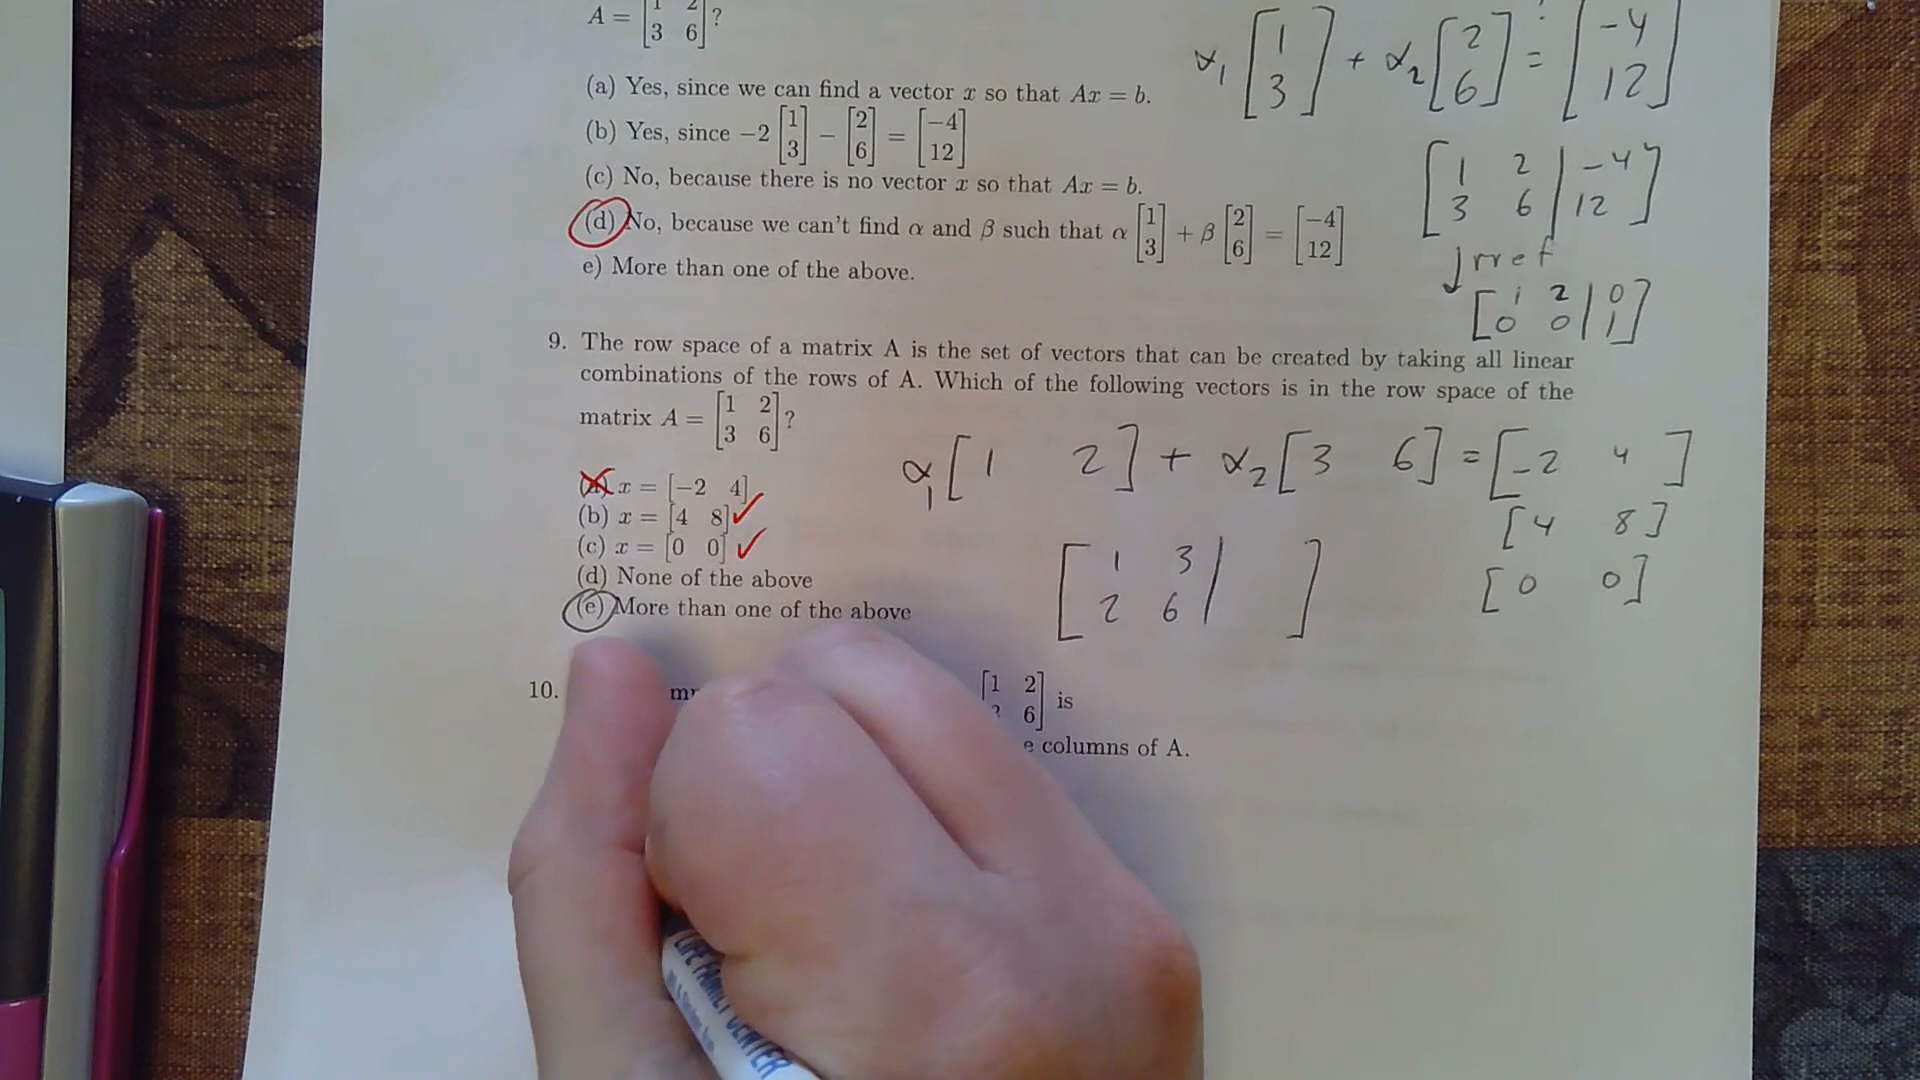 A = [1 2; 3 6]?
α₁ [1; 3] + α₂ [2; 6] = [-4; 12]
(a) Yes, since we can find a vector x so that Ax = b.
(b) Yes, since −2 [1; 3] − [2; 6] = [−4; 12]
(c) No, because there is no vector x so that Ax = b.
[1 2 | -4; 3 6 | 12]
(d) No, because we can't find α and β such that α [1; 3] + β [2; 6] = [−4; 12]
rref
e) More than one of the above.
[1 2 | 0; 0 0 | 1]
9. The row space of a matrix A is the set of vectors that can be created by taking all linear
combinations of the rows of A. Which of the following vectors is in the row space of the
matrix A = [1 2; 3 6]?
α₁ [1 2] + α₂ [3 6] = [-2 4]
(a) x = [−2 4]
(b) x = [4 8] ✓
[4 8]
(c) x = [0 0] ✓
[1 3 | ; 2 6 | ]
[0 0]
(d) None of the above
(e) More than one of the above
10. [1 2; 6] is
columns of A.
LIFE FAMILY CENTER